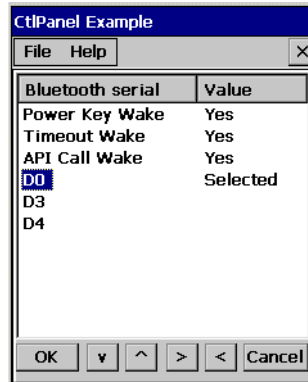 CtlPanel Example
File Help ×
Bluetooth serial Value
Power Key Wake Yes
Timeout Wake Yes
API Call Wake Yes
D0 Selected
D3
D4
OK v ^ > < Cancel